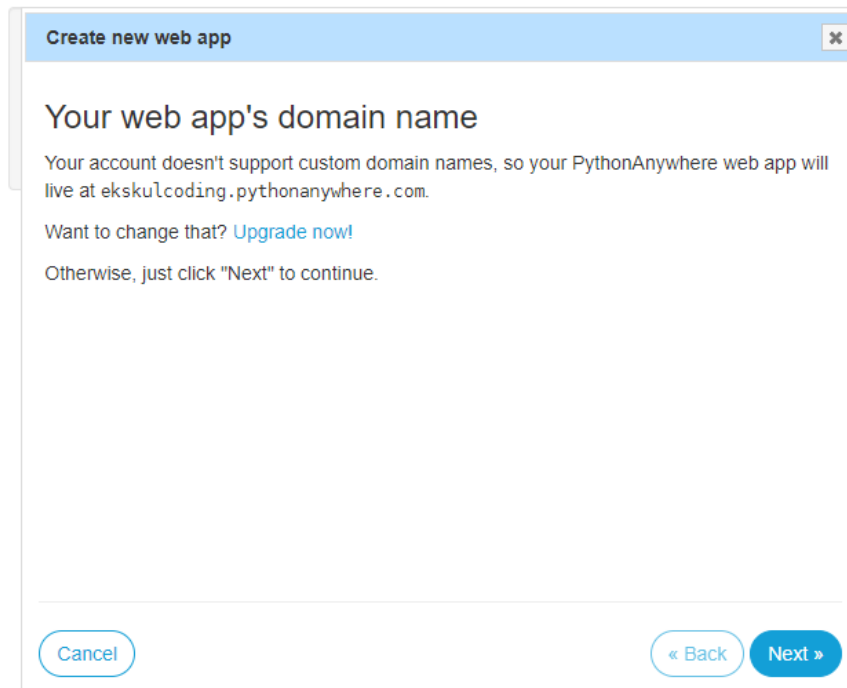 Create new web app
Your web app's domain name
Your account doesn't support custom domain names, so your PythonAnywhere web app will
live at ekskulcoding.pythonanywhere.com.
Want to change that? Upgrade now!
Otherwise, just click "Next" to continue.
Cancel
« Back
Next »